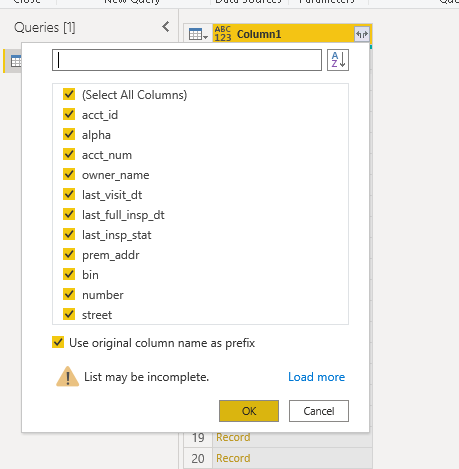 Close New Query Data Sources Parameters
Queries [1]
ABC 123 Column1
A Z
(Select All Columns)
acct_id
alpha
acct_num
owner_name
last_visit_dt
last_full_insp_dt
last_insp_stat
prem_addr
bin
number
street
Use original column name as prefix
List may be incomplete. Load more
OK Cancel
19 Record
20 Record